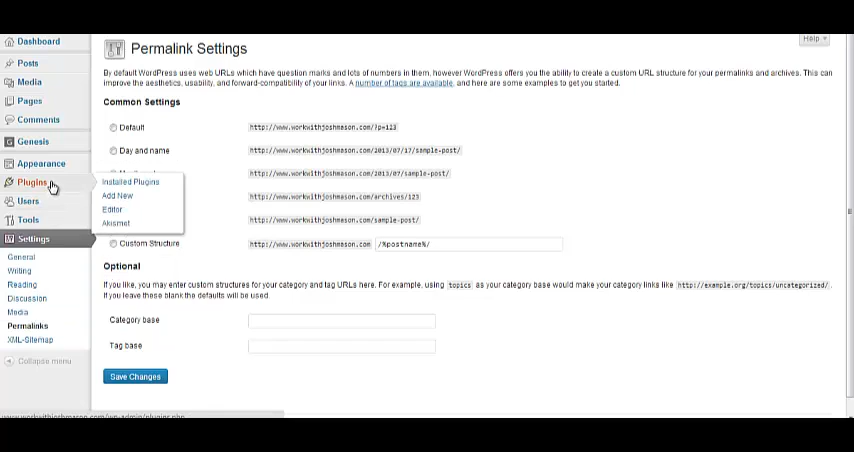 Dashboard
Posts
Media
Pages
Comments
Genesis
Appearance
Plugins
Users
Tools
Settings
General
Writing
Reading
Discussion
Media
Permalinks
XML-Sitemap
Collapse menu
Installed Plugins
Add New
Editor
Akismet
Help
Permalink Settings
By default WordPress uses web URLs which have question marks and lots of numbers in them, however WordPress offers you the ability to create a custom URL structure for your permalinks and archives. This can
improve the aesthetics, usability, and forward-compatibility of your links. A number of tags are available, and here are some examples to get you started.
Common Settings
Default http://www.workwithjoshmason.com/?p=123
Day and name http://www.workwithjoshmason.com/2013/07/17/sample-post/
http://www.workwithjoshmason.com/2013/07/sample-post/
http://www.workwithjoshmason.com/archives/123
http://www.workwithjoshmason.com/sample-post/
Custom Structure http://www.workwithjoshmason.com /%postname%/
Optional
If you like, you may enter custom structures for your category and tag URLs here. For example, using topics as your category base would make your category links like http://example.org/topics/uncategorized/ .
If you leave these blank the defaults will be used.
Category base
Tag base
Save Changes
www.workwithjoshmason.com/wp-admin/plugins.php